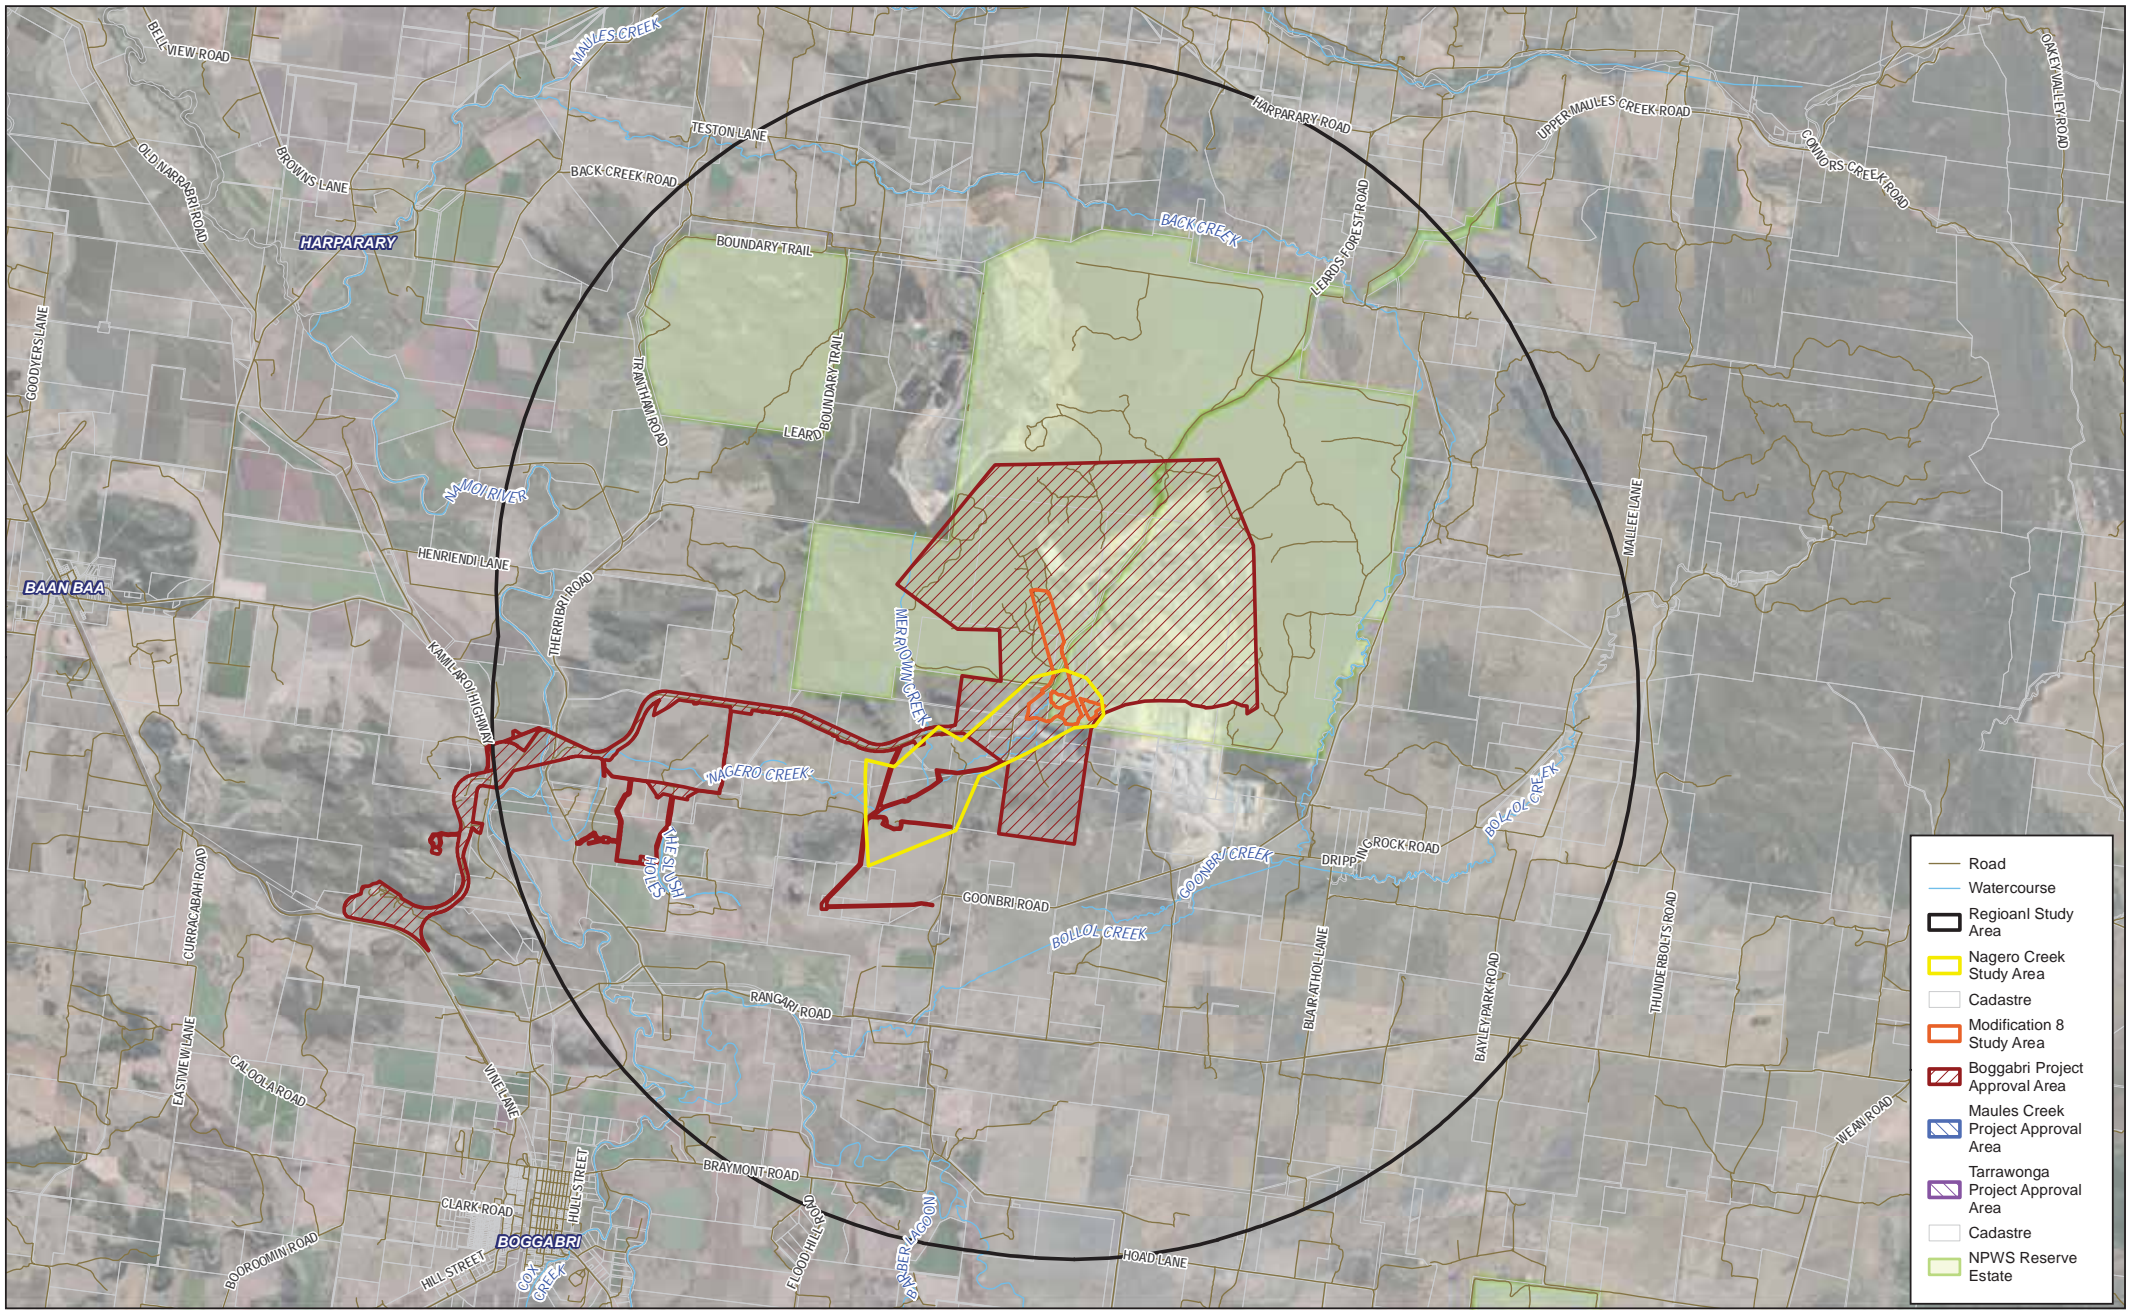 BELL VIEW ROAD
MAULES CREEK
OAKEY VALLEY ROAD
HARPARARY ROAD
UPPER MAULES CREEK ROAD
TESTON LANE
OLD NARRABRI ROAD
BROWNS LANE
BACK CREEK ROAD
CONNORS CREEK ROAD
HARPARARY
BOUNDARY TRAIL
BACK CREEK
LEARDS FOREST ROAD
GOODYERS LANE
TRANTHAM ROAD
LEARD BOUNDARY TRAIL
NAMOI RIVER
MALLEE LANE
HENRIENDI LANE
BAAN BAA
THERRIBRI ROAD
MERRIOWN CREEK
KAMILAROI HIGHWAY
'NAGERO CREEK'
BOLLOL CREEK
CURRACABAH ROAD
THE SLUSH
HOLES
GOONBRI CREEK
DRIPPING ROCK ROAD
GOONBRI ROAD
BOLLOL CREEK
BLAIR ATHOL LANE
BAYLEY PARK ROAD
THUNDERBOLTS ROAD
RANGARI ROAD
EASTVIEW LANE
CALOOLA ROAD
VINE LANE
WEAN ROAD
BRAYMONT ROAD
HULL STREET
CLARK ROAD
BOGGABRI
BOOROOMIN ROAD
HILL STREET
COX
CREEK
FLOOD HILL ROAD
BARBER LAGOON
HOAD LANE
Road
Watercourse
Regioanl Study
Area
Nagero Creek
Study Area
Cadastre
Modification 8
Study Area
Boggabri Project
Approval Area
Maules Creek
Project Approval
Area
Tarrawonga
Project Approval
Area
Cadastre
NPWS Reserve
Estate